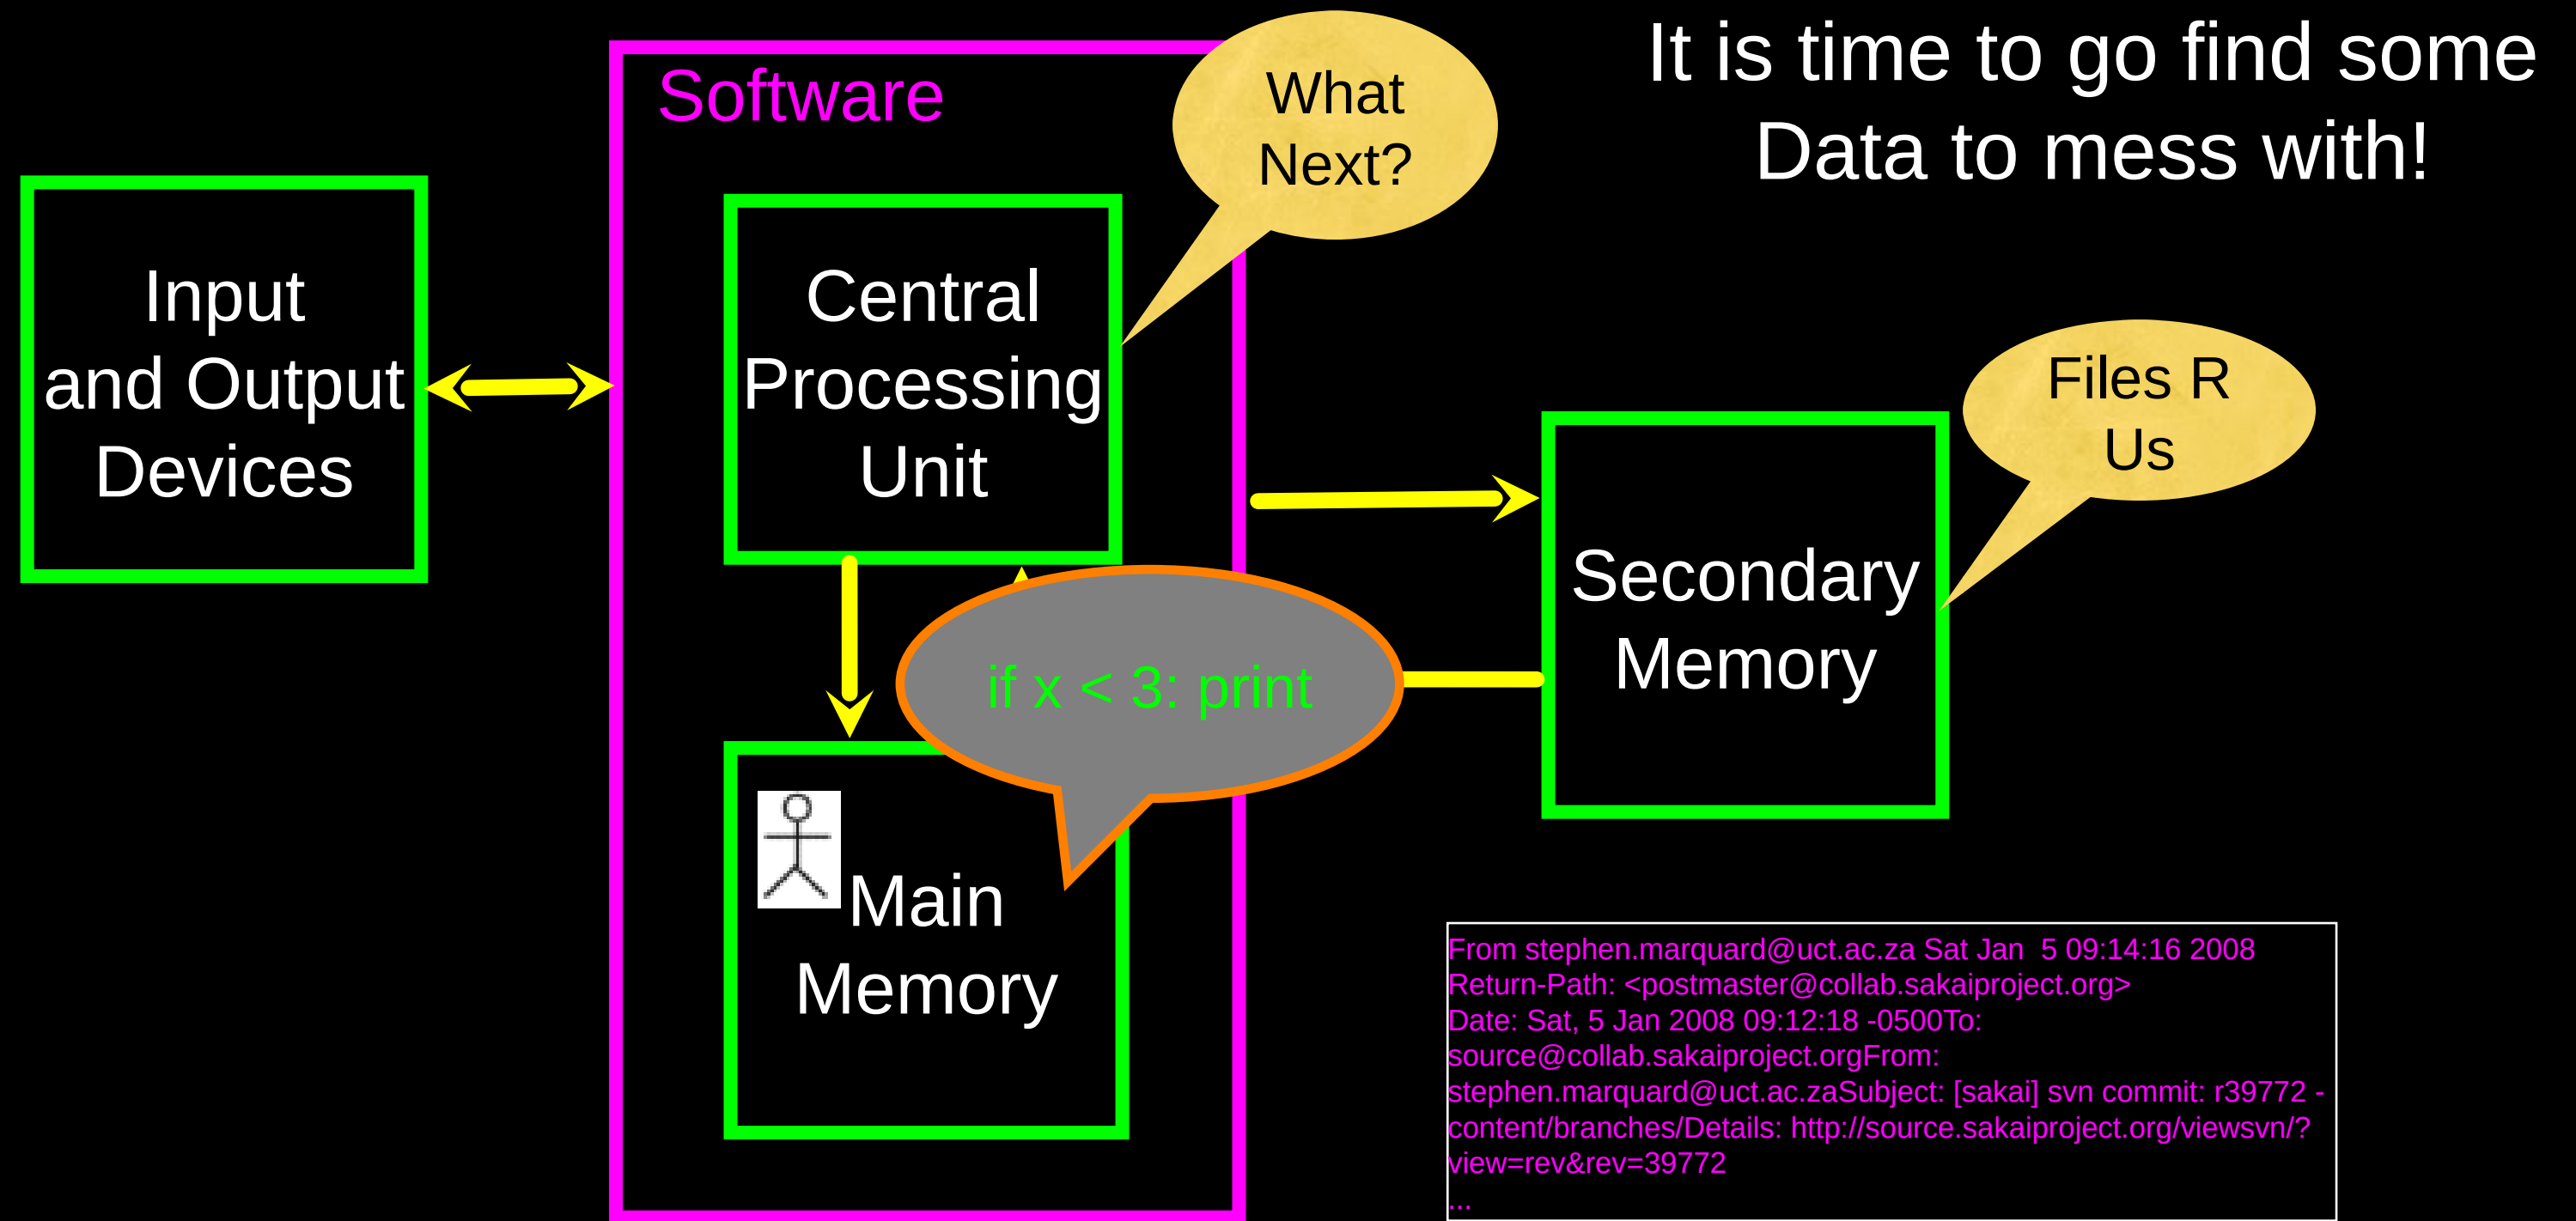 It is time to go find some
Data to mess with!
Software
What
Next?
Input
and Output
Devices
Central
Processing
Unit
Files R
Us
Secondary
Memory
if x < 3: print
Main
Memory
From stephen.marquard@uct.ac.za Sat Jan  5 09:14:16 2008
Return-Path: <postmaster@collab.sakaiproject.org>
Date: Sat, 5 Jan 2008 09:12:18 -0500To:
source@collab.sakaiproject.orgFrom:
stephen.marquard@uct.ac.zaSubject: [sakai] svn commit: r39772 -
content/branches/Details: http://source.sakaiproject.org/viewsvn/?
view=rev&rev=39772
...